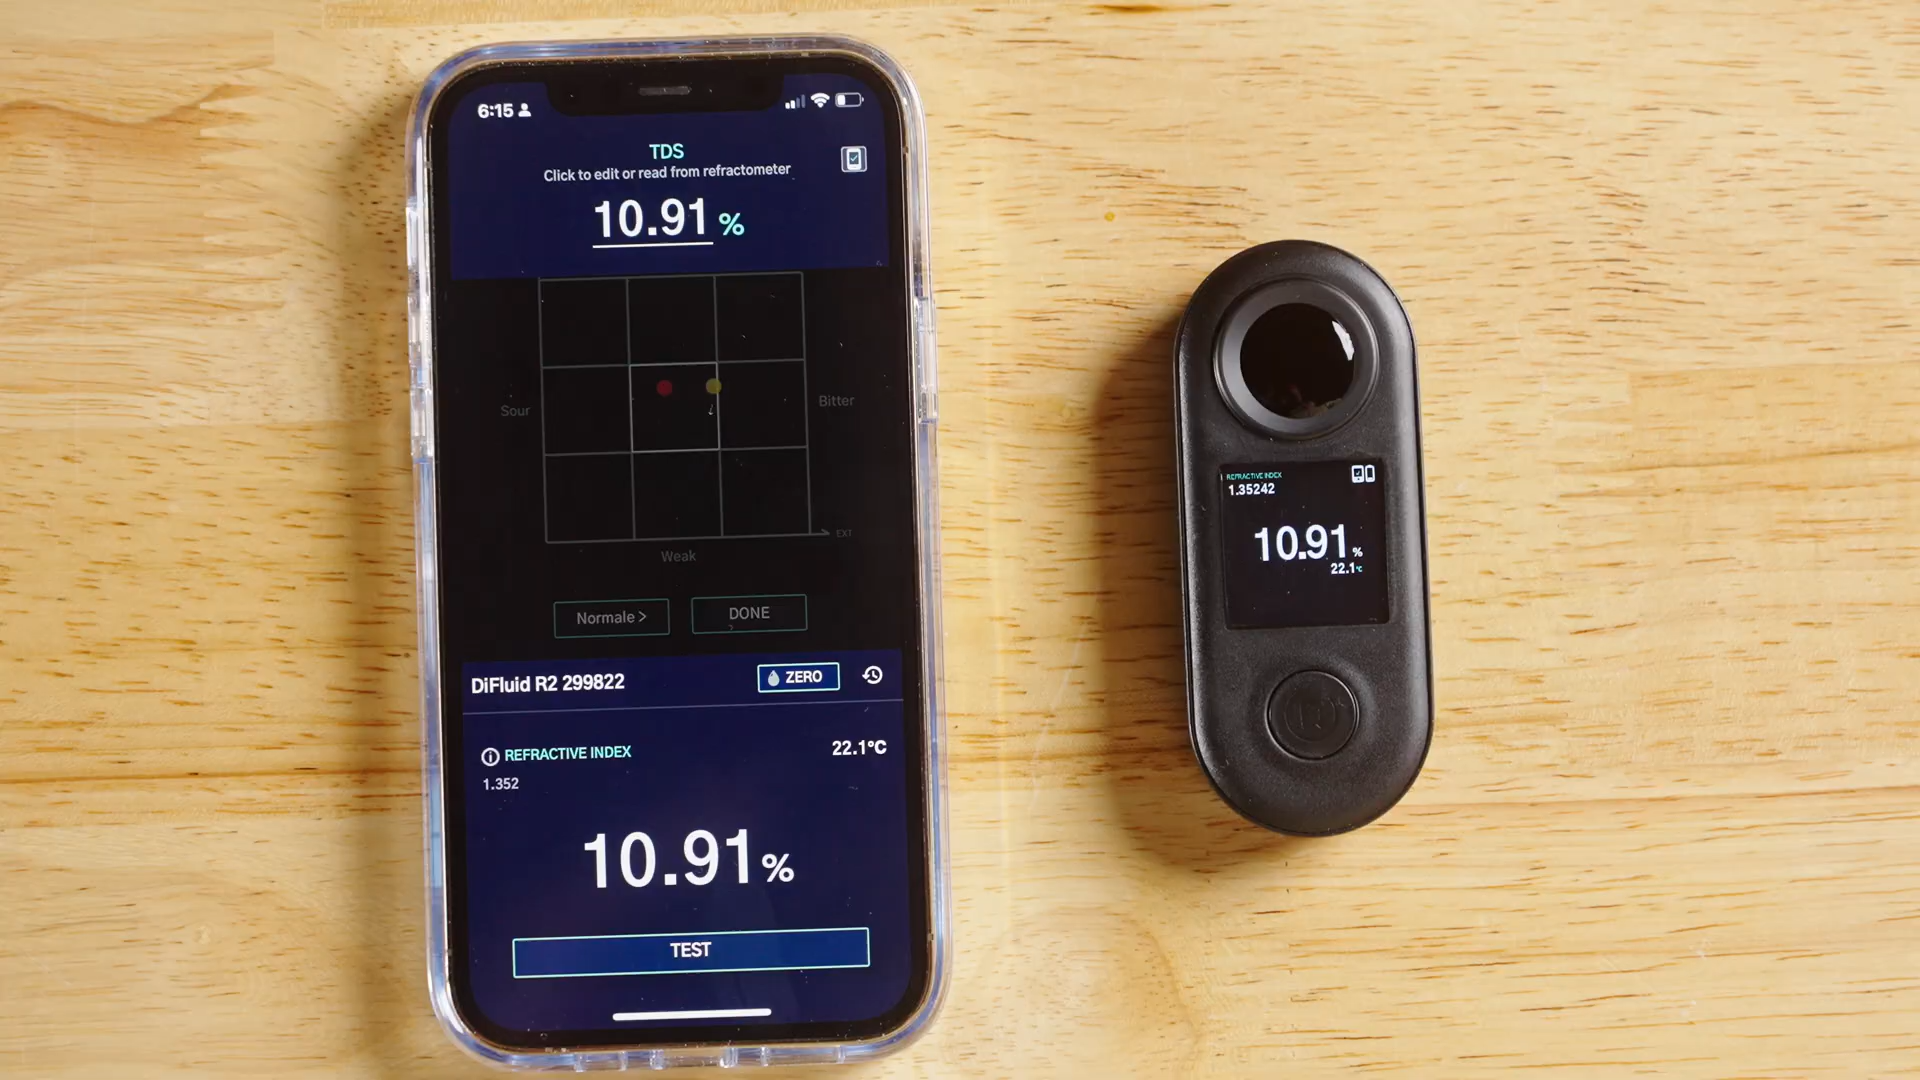 6:15
TDS
Click to edit or read from refractometer
10.91 %
Sour
Bitter
EXT
Weak
Normale >
DONE
DiFluid R2 299822
ZERO
REFRACTIVE INDEX
22.1°C
1.352
10.91%
TEST
REFRACTIVE INDEX
1.35242
10.91%
22.1°C